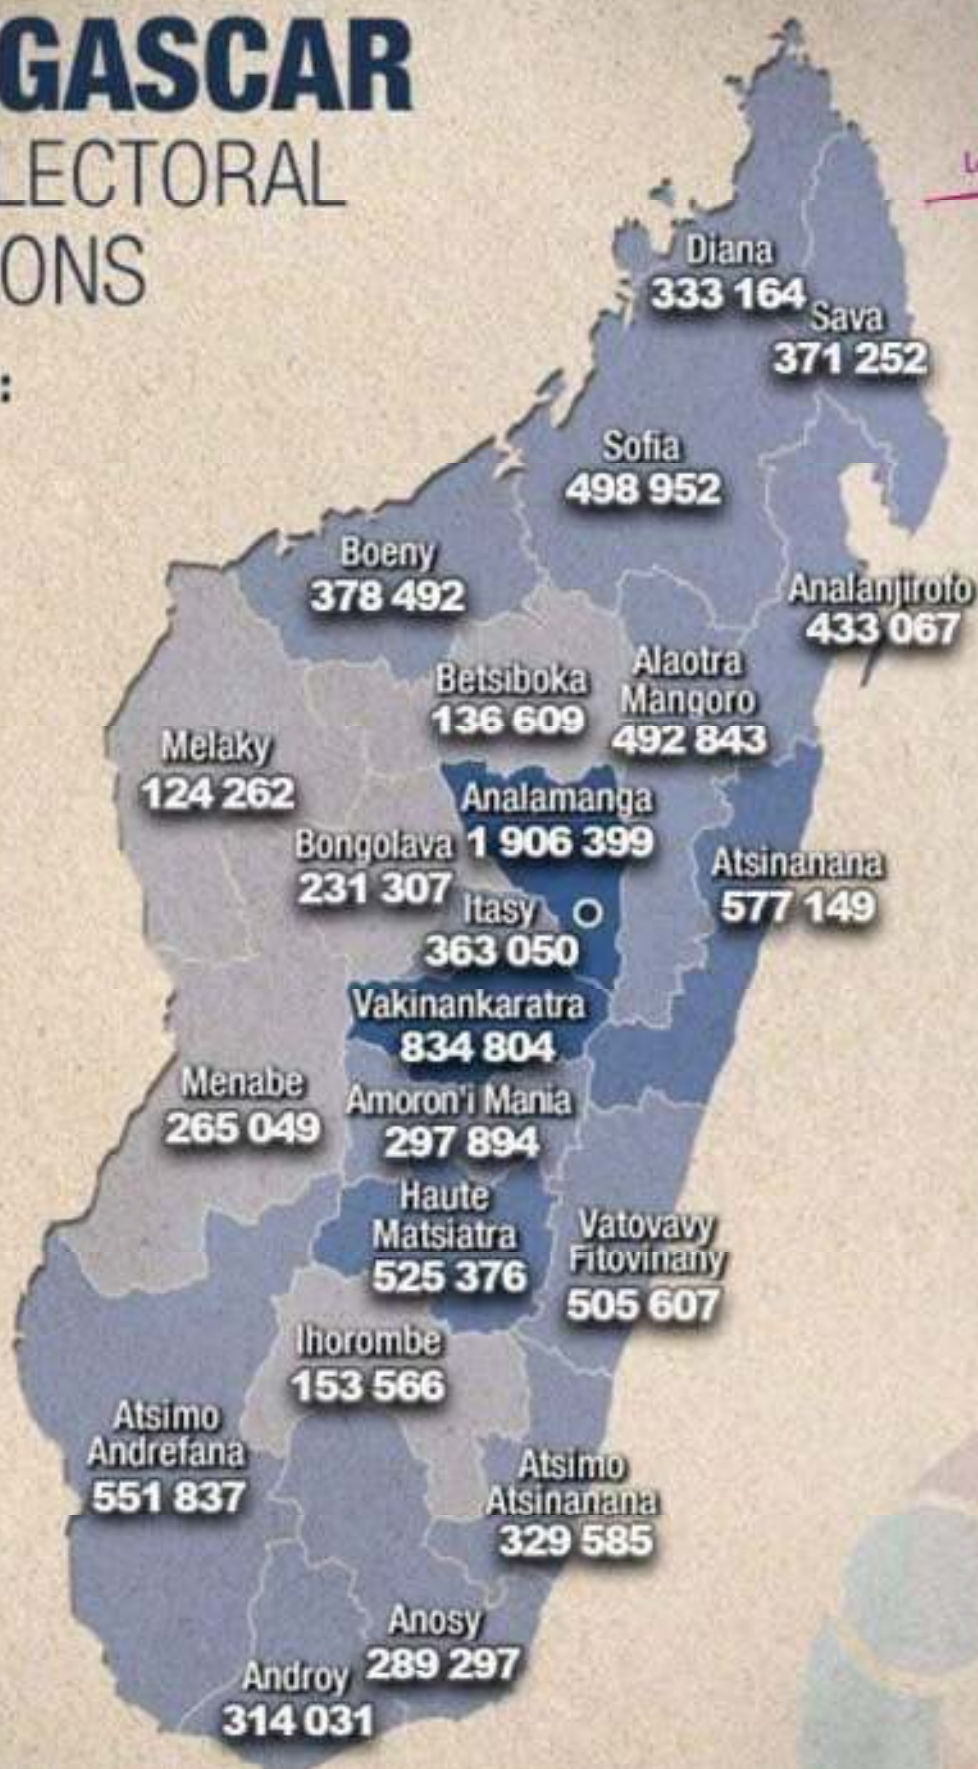 GASCAR
LECTORAL
IONS
:
Diana
333 164
Sava
371 252
Sofia
498 952
Boeny
378 492
Analanjirofo
433 067
Betsiboka
136 609
Alaotra
Mangoro
492 843
Melaky
124 262
Analamanga
1 906 399
Bongolava
231 307
Atsinanana
577 149
Itasy
363 050
Vakinankaratra
834 804
Menabe
265 049
Amoron'i Mania
297 894
Haute
Matsiatra
525 376
Vatovavy
Fitovinany
505 607
Ihorombe
153 566
Atsimo
Andrefana
551 837
Atsimo
Atsinanana
329 585
Anosy
289 297
Androy
314 031